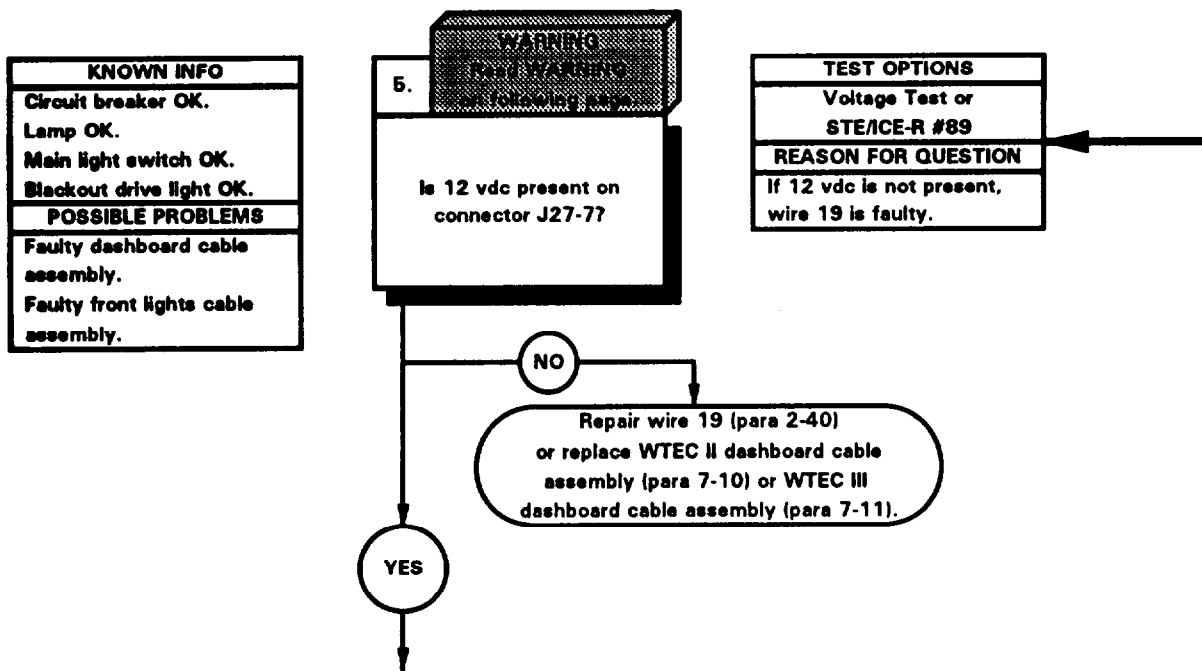 KNOWN INFO
Circuit breaker OK.
Lamp OK.
Main light switch OK.
Blackout drive light OK.
POSSIBLE PROBLEMS
Faulty dashboard cable
assembly.
Faulty front lights cable
assembly.
5.
WARNING
Read WARNING
on following page.
Is 12 vdc present on
connector J27-7?
TEST OPTIONS
Voltage Test or
STE/ICE-R #89
REASON FOR QUESTION
If 12 vdc is not present,
wire 19 is faulty.
NO
Repair wire 19 (para 2-40)
or replace WTEC II dashboard cable
assembly (para 7-10) or WTEC III
dashboard cable assembly (para 7-11).
YES